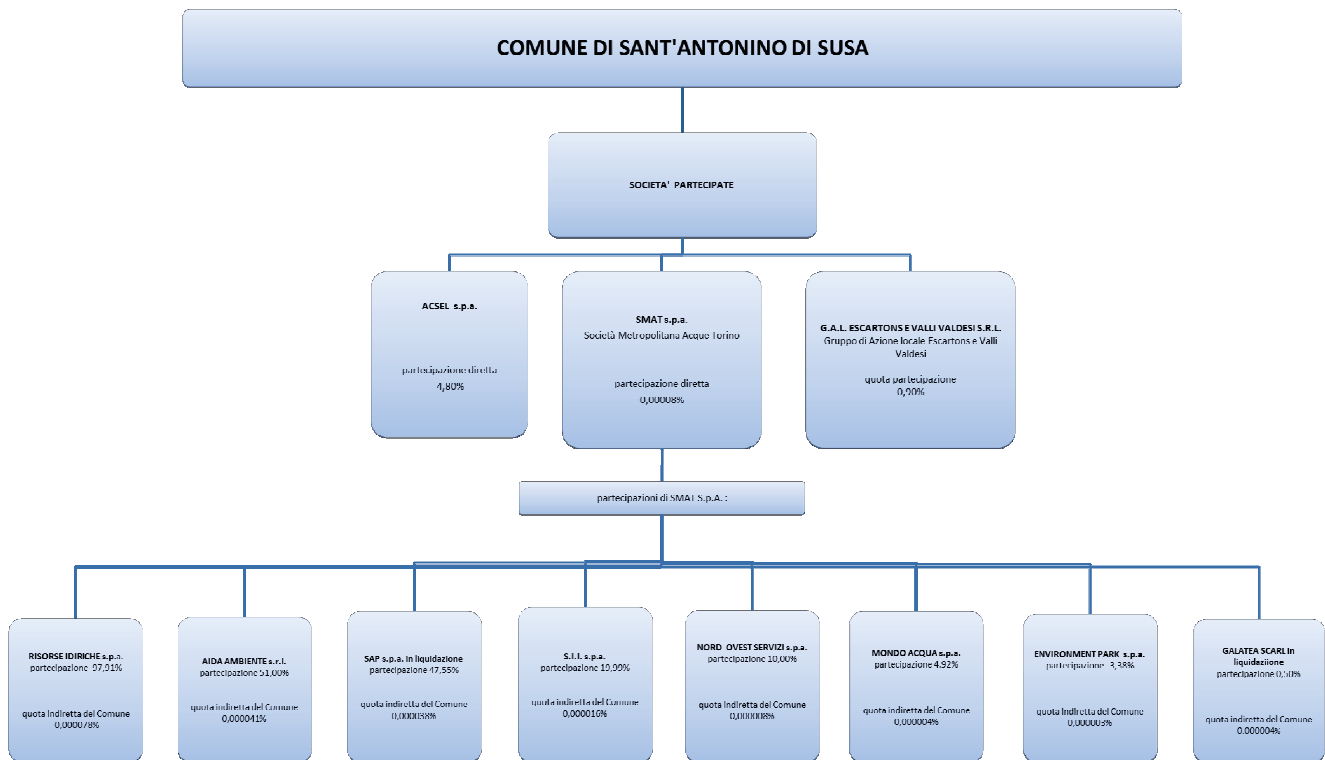 COMUNE DI SANT'ANTONINO DI SUSA
SOCIETA' PARTECIPATE
ACSEL s.p.a.
partecipazione diretta
4,80%
SMAT s.p.a.
Società Metropolitana Acque Torino
partecipazione diretta
0,00008%
G.A.L. ESCARTONS E VALLI VALDESI S.R.L.
Gruppo di Azione locale Escartons e Valli
Valdesi
quota partecipazione
0,90%
partecipazioni di SMAT S.p.A. :
RISORSE IDIRICHE s.p.a.
partecipazione 97,91%
quota indiretta del Comune
0,000078%
AIDA AMBIENTE s.r.l.
partecipazione 51,00%
quota indiretta del Comune
0,000041%
SAP s.p.a. in liquidazione
partecipazione 47,55%
quota indiretta del Comune
0,000038%
S.I.I. s.p.a.
partecipazione 19,99%
quota indiretta del Comune
0,000016%
NORD OVEST SERVIZI s.p.a.
partecipazione 10,00%
quota indiretta del Comune
0,000008%
MONDO ACQUA s.p.a.
partecipazione 4.92%
quota indiretta del Comune
0,000004%
ENVIRONMENT PARK s.p.a.
partecipazione 3,38%
quota indiretta del Comune
0,000003%
GALATEA SCARL in
liquidaziione
partecipazione 0,50%
quota indiretta del Comune
0.000004%